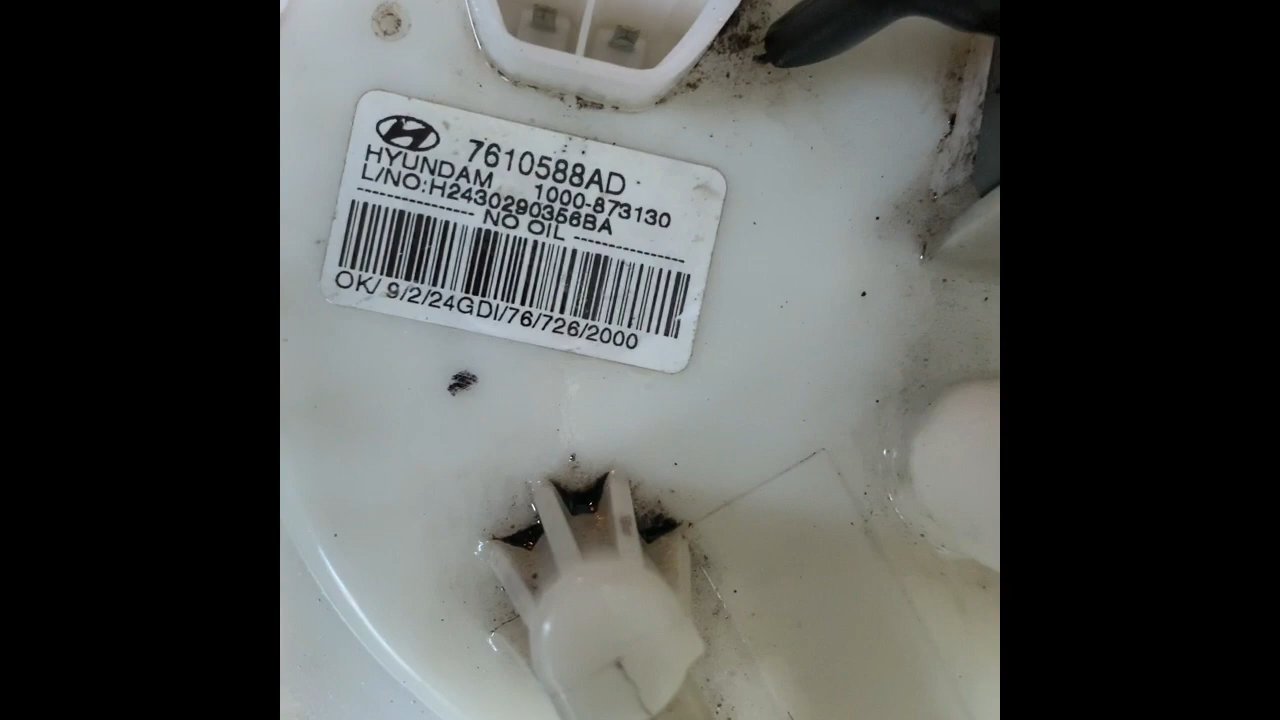 7610588AD
HYUNDAM 1000-873130
L/NO:H2430290356BA
NO OIL
OK/ 9/2/24GDI/76/726/2000